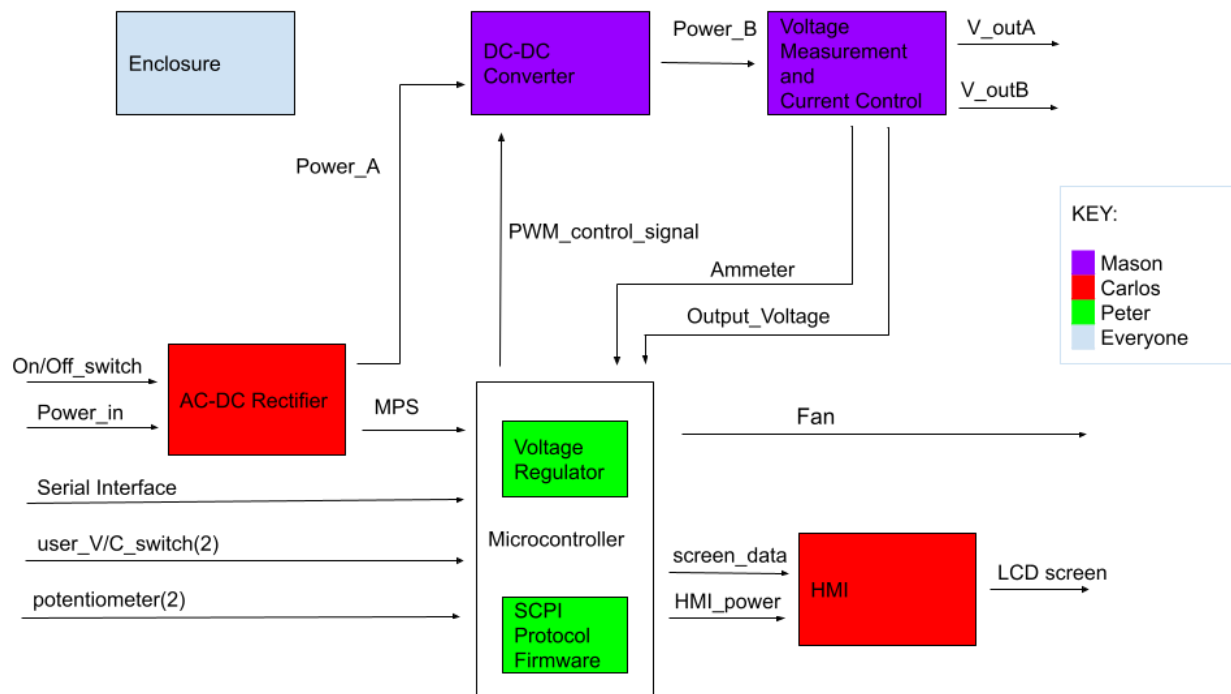 Enclosure
DC-DC
Converter
Power_B
Voltage
Measurement
and
Current Control
V_outA
V_outB
Power_A
PWM_control_signal
Ammeter
Output_Voltage
KEY:
Mason
Carlos
Peter
Everyone
On/Off_switch
Power_in
AC-DC Rectifier
MPS
Serial Interface
user_V/C_switch(2)
potentiometer(2)
Voltage
Regulator
Microcontroller
SCPI
Protocol
Firmware
Fan
screen_data
HMI_power
HMI
LCD screen